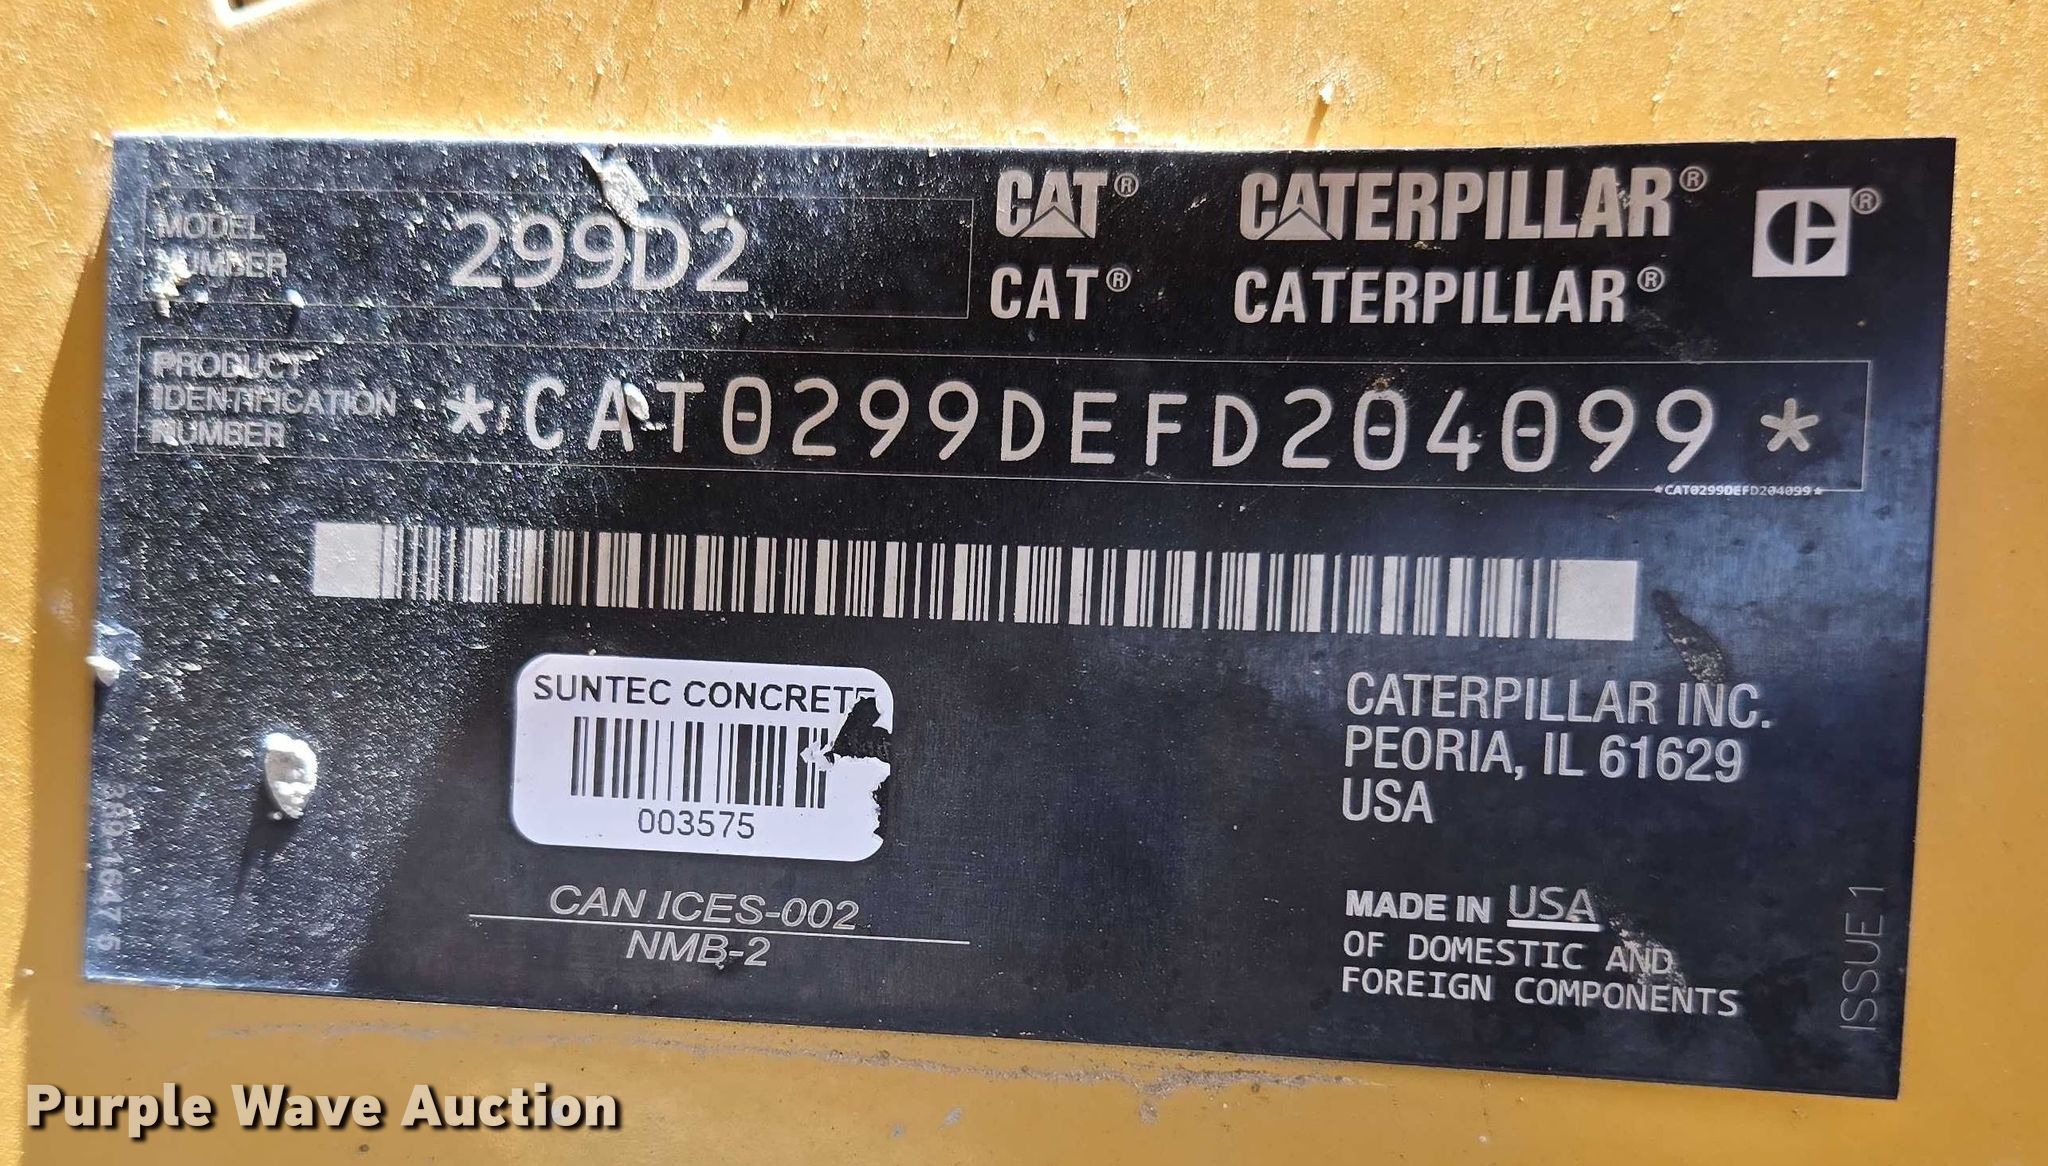 MODEL
NUMBER
299D2
CAT® CATERPILLAR®
CAT® CATERPILLAR®
PRODUCT
IDENTIFICATION
NUMBER
*CAT0299DEFD204099*
*CAT0299DEFD204099*
SUNTEC CONCRETE
003575
CATERPILLAR INC.
PEORIA, IL 61629
USA
CAN ICES-002
NMB-2
MADE IN USA
OF DOMESTIC AND
FOREIGN COMPONENTS
ISSUE 1
Purple Wave Auction